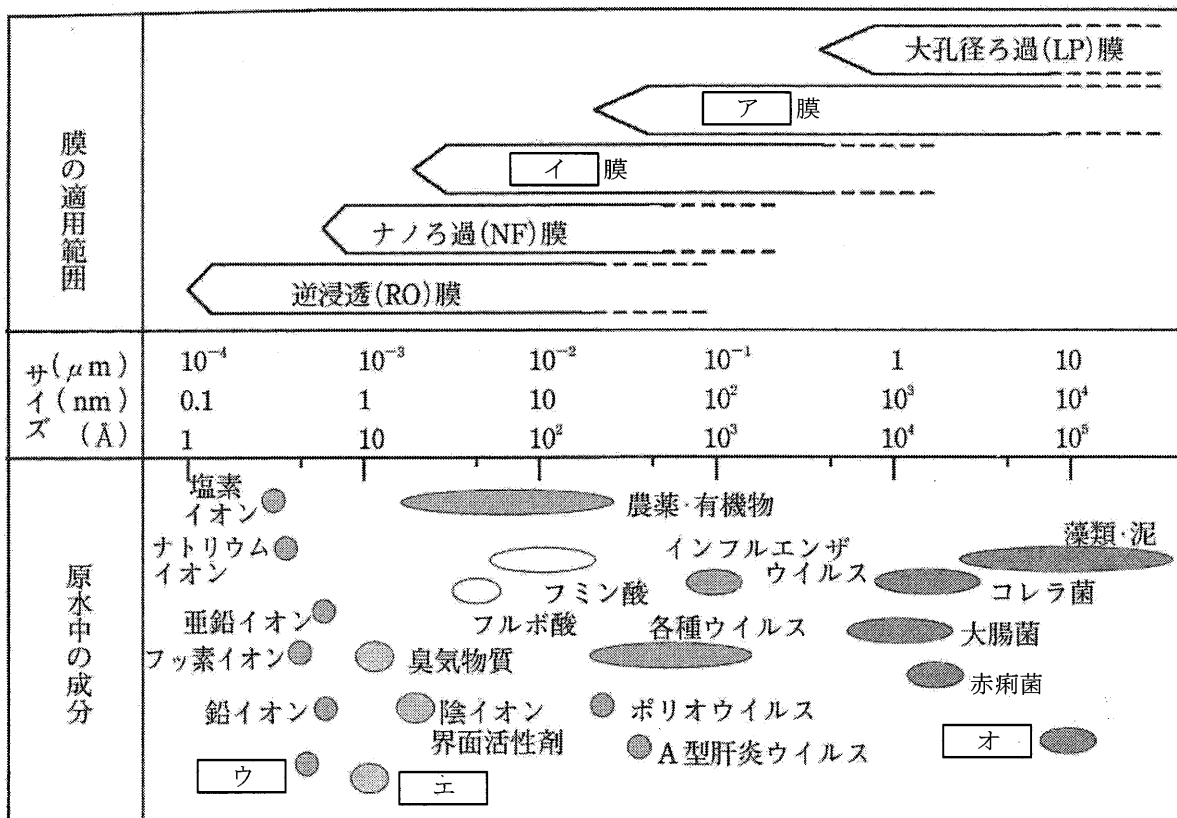 膜の適用範囲
大孔径ろ過(LP)膜
ア 膜
イ 膜
ナノろ過(NF)膜
逆浸透(RO)膜
サイズ
(μm) 10⁻⁴ 10⁻³ 10⁻² 10⁻¹ 1 10
(nm) 0.1 1 10 10² 10³ 10⁴
(Å) 1 10 10² 10³ 10⁴ 10⁵
原水中の成分
塩素
イオン
農薬・有機物
藻類・泥
ナトリウム
イオン
フミン酸
インフルエンザ
ウイルス
コレラ菌
フルボ酸
亜鉛イオン
各種ウイルス
大腸菌
フッ素イオン
臭気物質
赤痢菌
鉛イオン
陰イオン
界面活性剤
ポリオウイルス
A型肝炎ウイルス
オ
ウ
エ